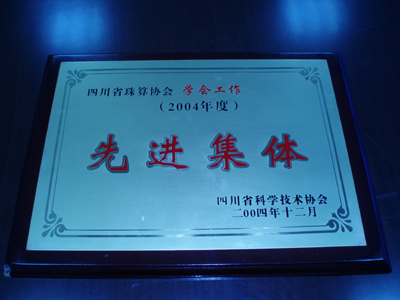 四川省珠算协会 学会工作
（2004年度）
先进集体
四川省科学技术协会
二00四年十二月